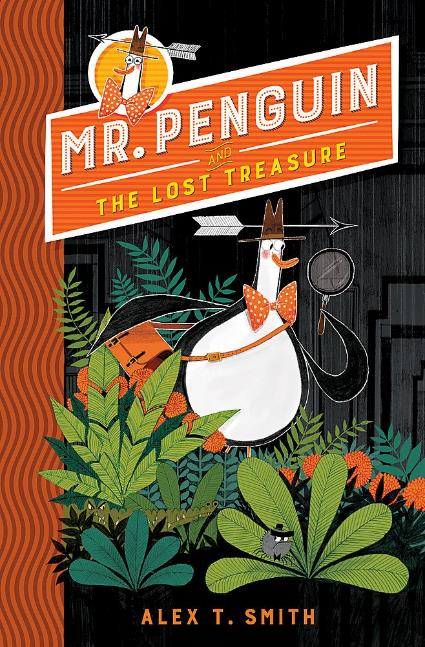 MR. PENGUIN
AND
THE LOST TREASURE
ALEX T. SMITH